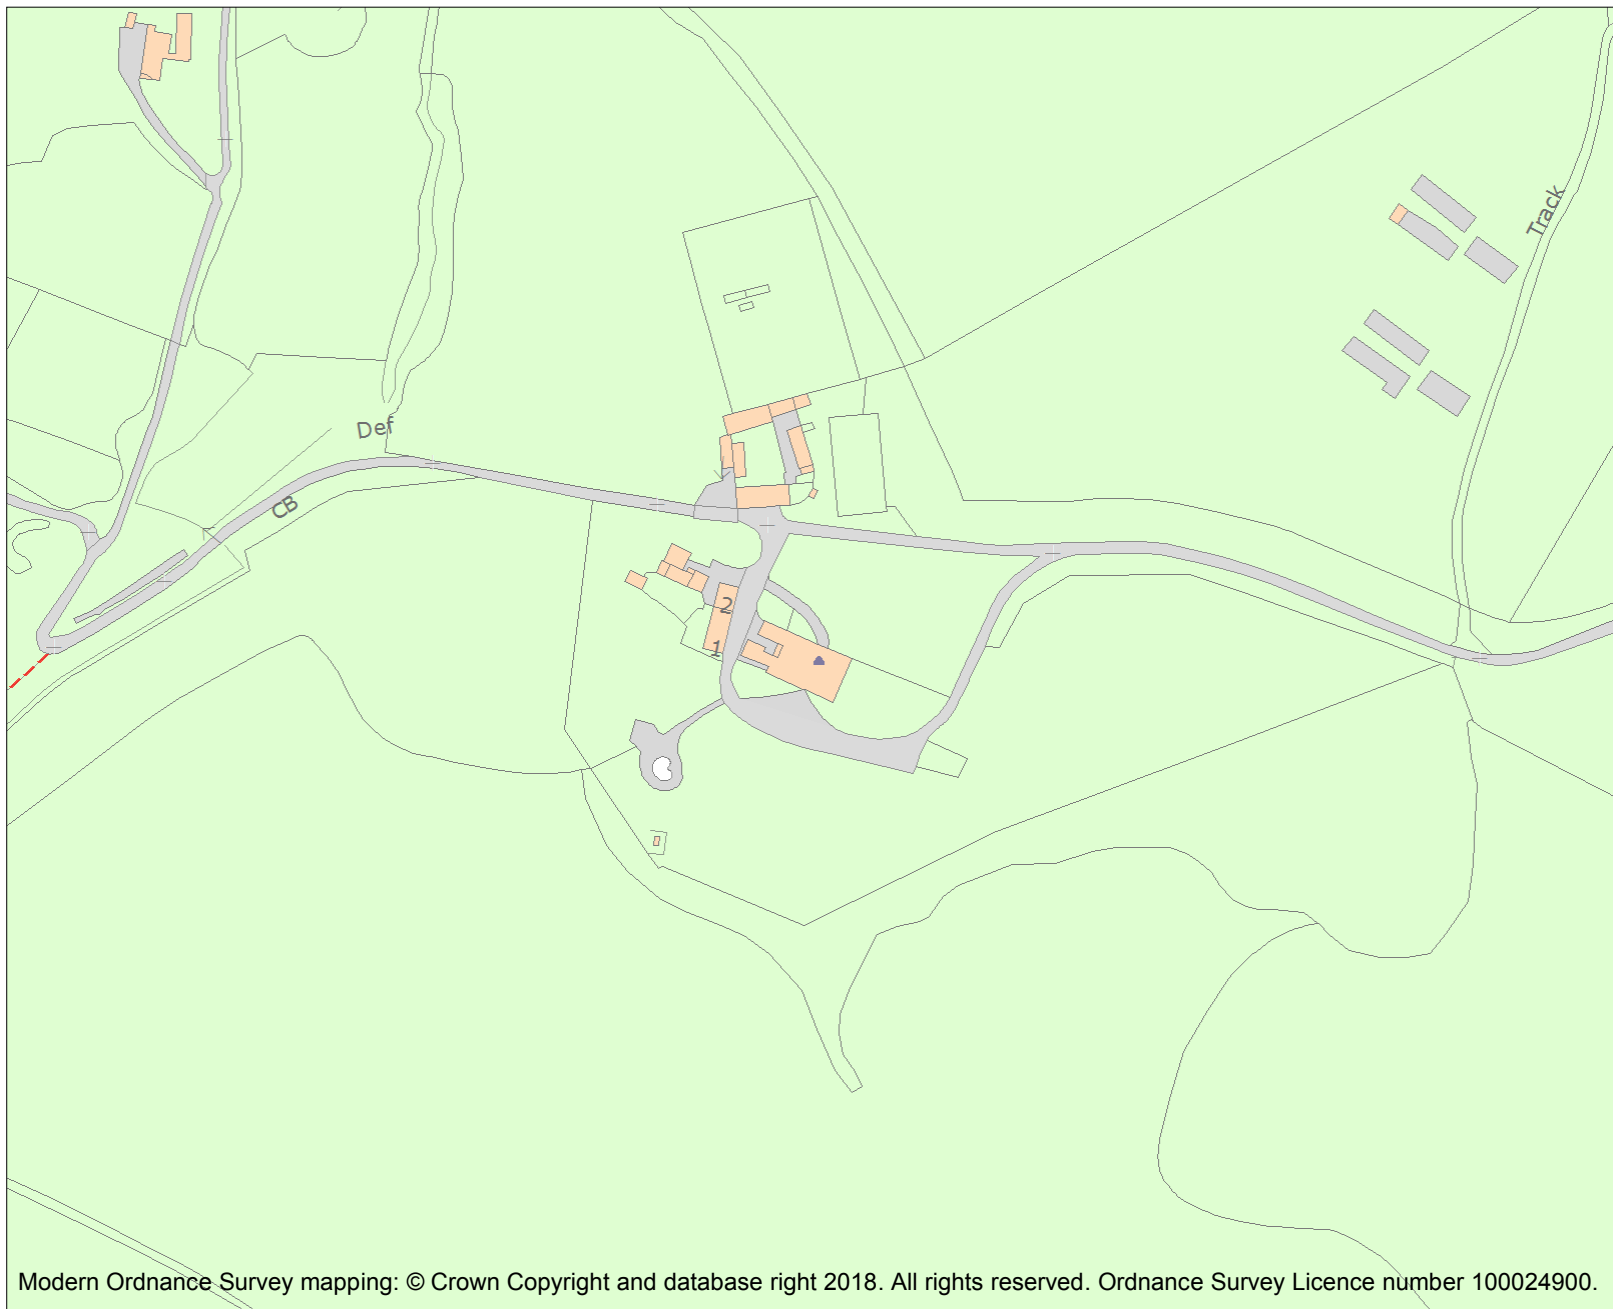 Track
Def
CB
2
1
Modern Ordnance Survey mapping: © Crown Copyright and database right 2018. All rights reserved. Ordnance Survey Licence number 100024900.